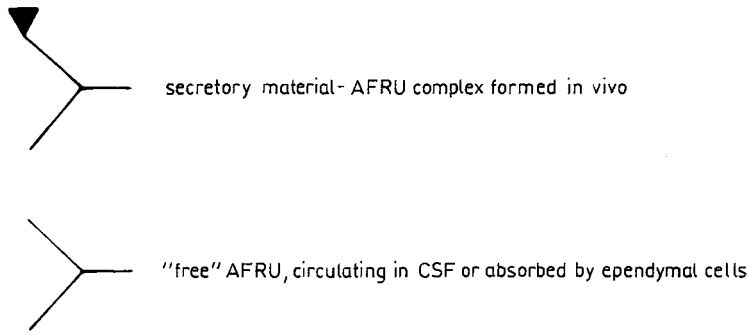 secretory material- AFRU complex formed in vivo
"free" AFRU, circulating in CSF or absorbed by ependymal cells